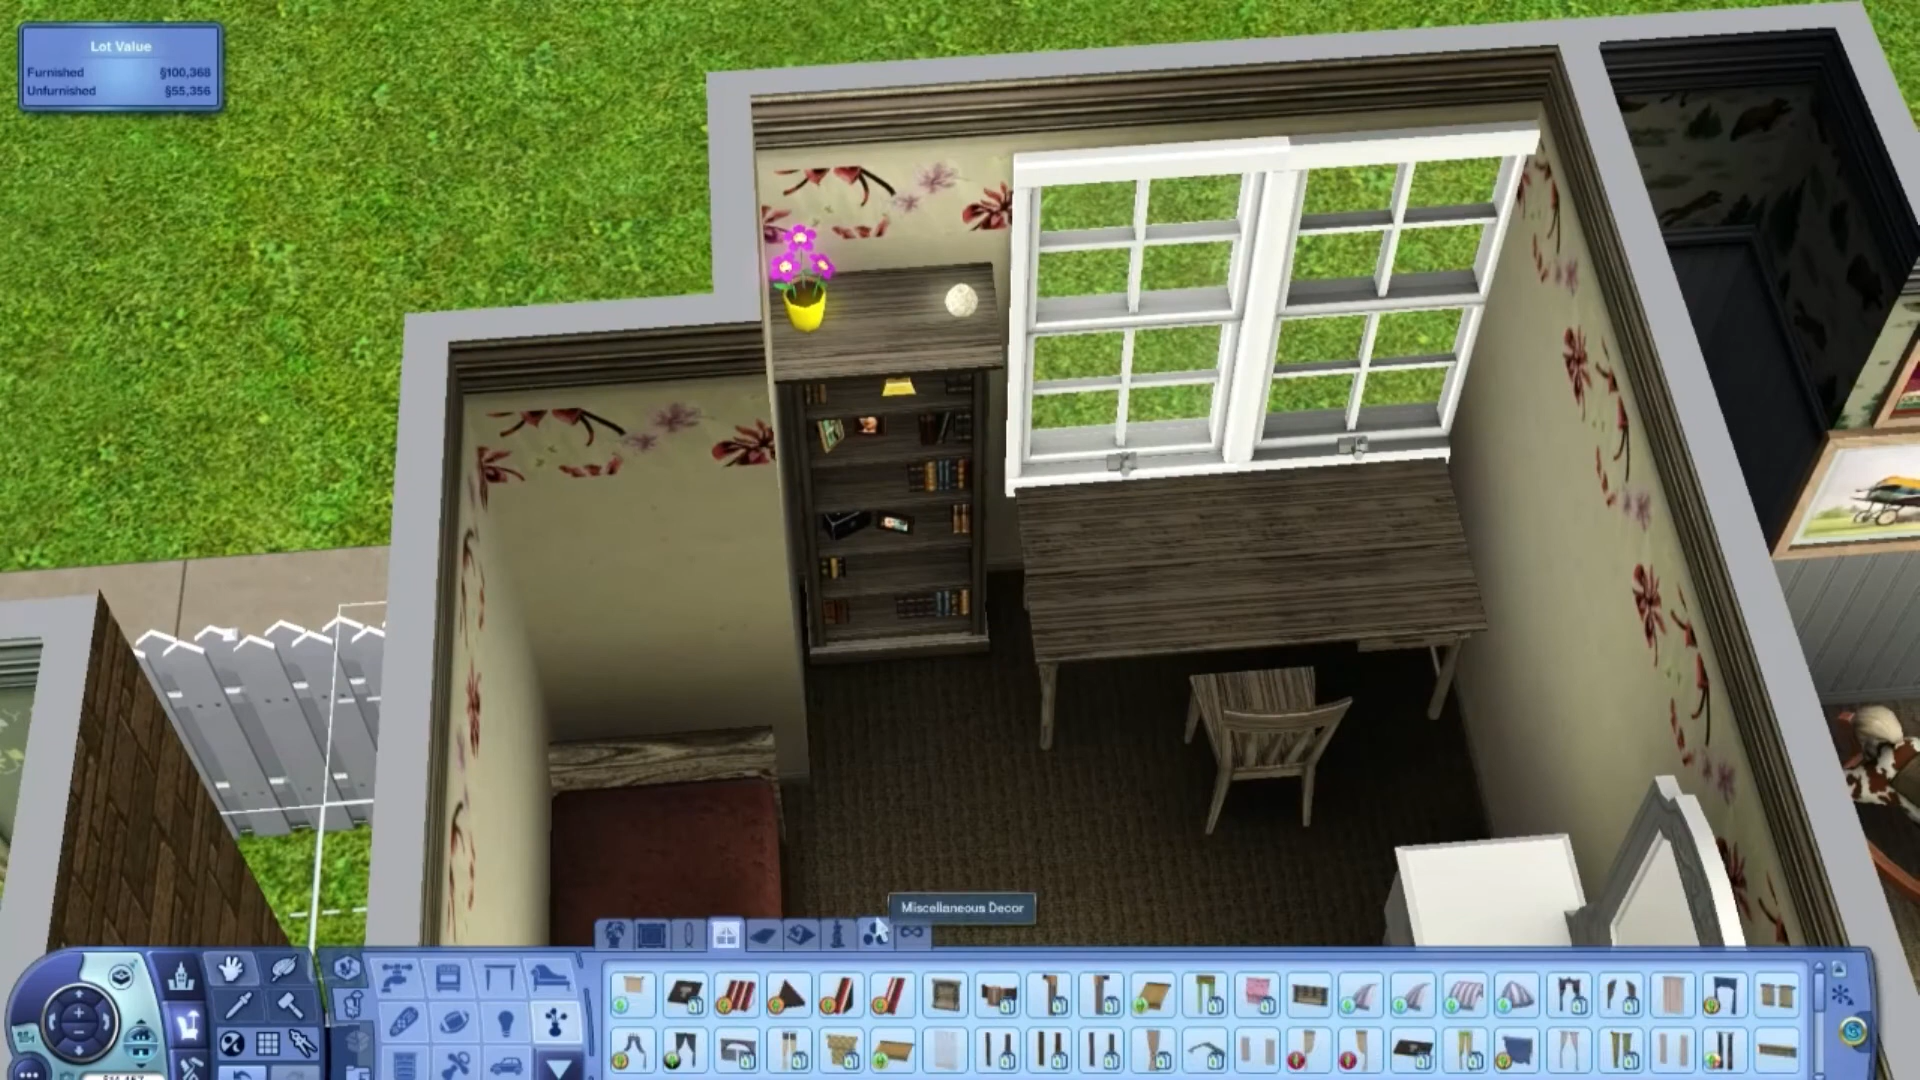 Lot Value
Furnished §100,368
Unfurnished §55,356
Miscellaneous Decor